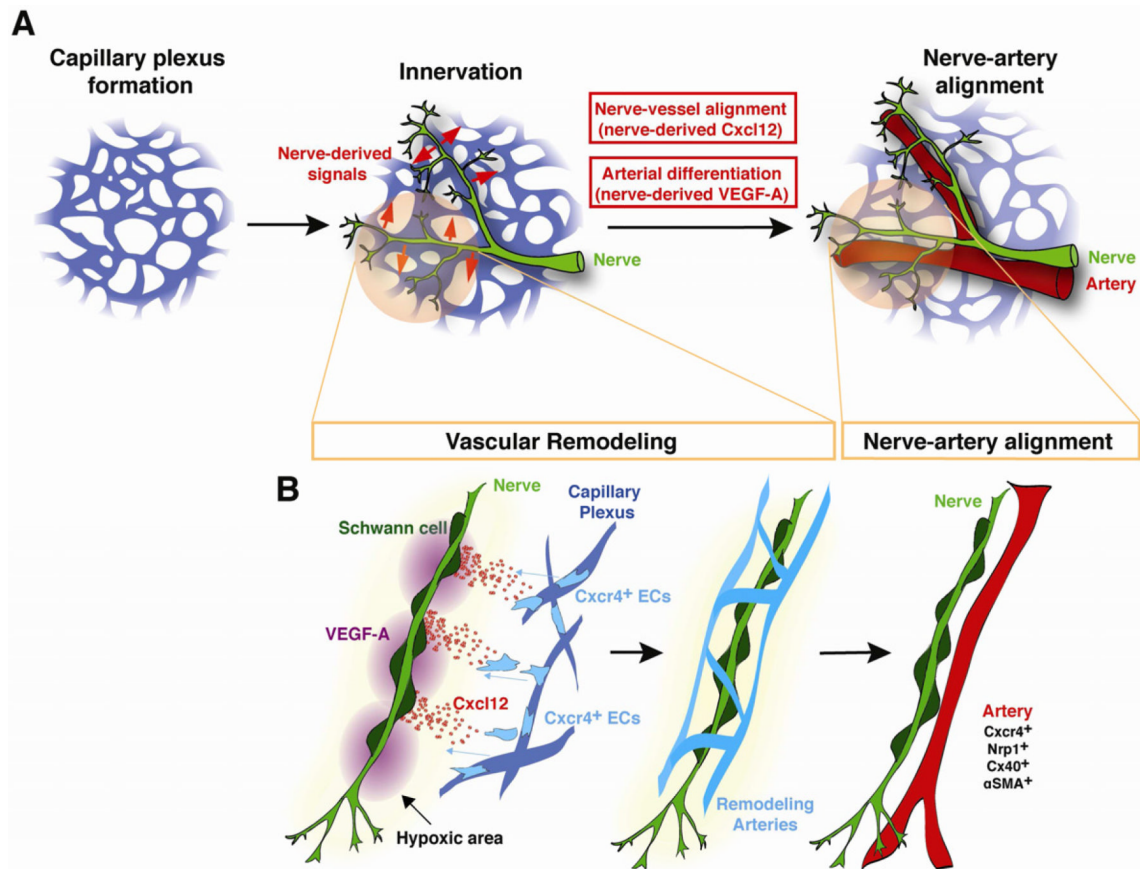 A
Capillary plexus
formation
Innervation
Nerve-artery
alignment
Nerve-derived
signals
Nerve-vessel alignment
(nerve-derived Cxcl12)
Arterial differentiation
(nerve-derived VEGF-A)
Nerve
Nerve
Artery
Vascular Remodeling
Nerve-artery alignment
B
Nerve
Schwann cell
Capillary
Plexus
Cxcr4⁺ ECs
VEGF-A
Cxcl12
Cxcr4⁺ ECs
Hypoxic area
Remodeling
Arteries
Nerve
Artery
Cxcr4⁺
Nrp1⁺
Cx40⁺
αSMA⁺